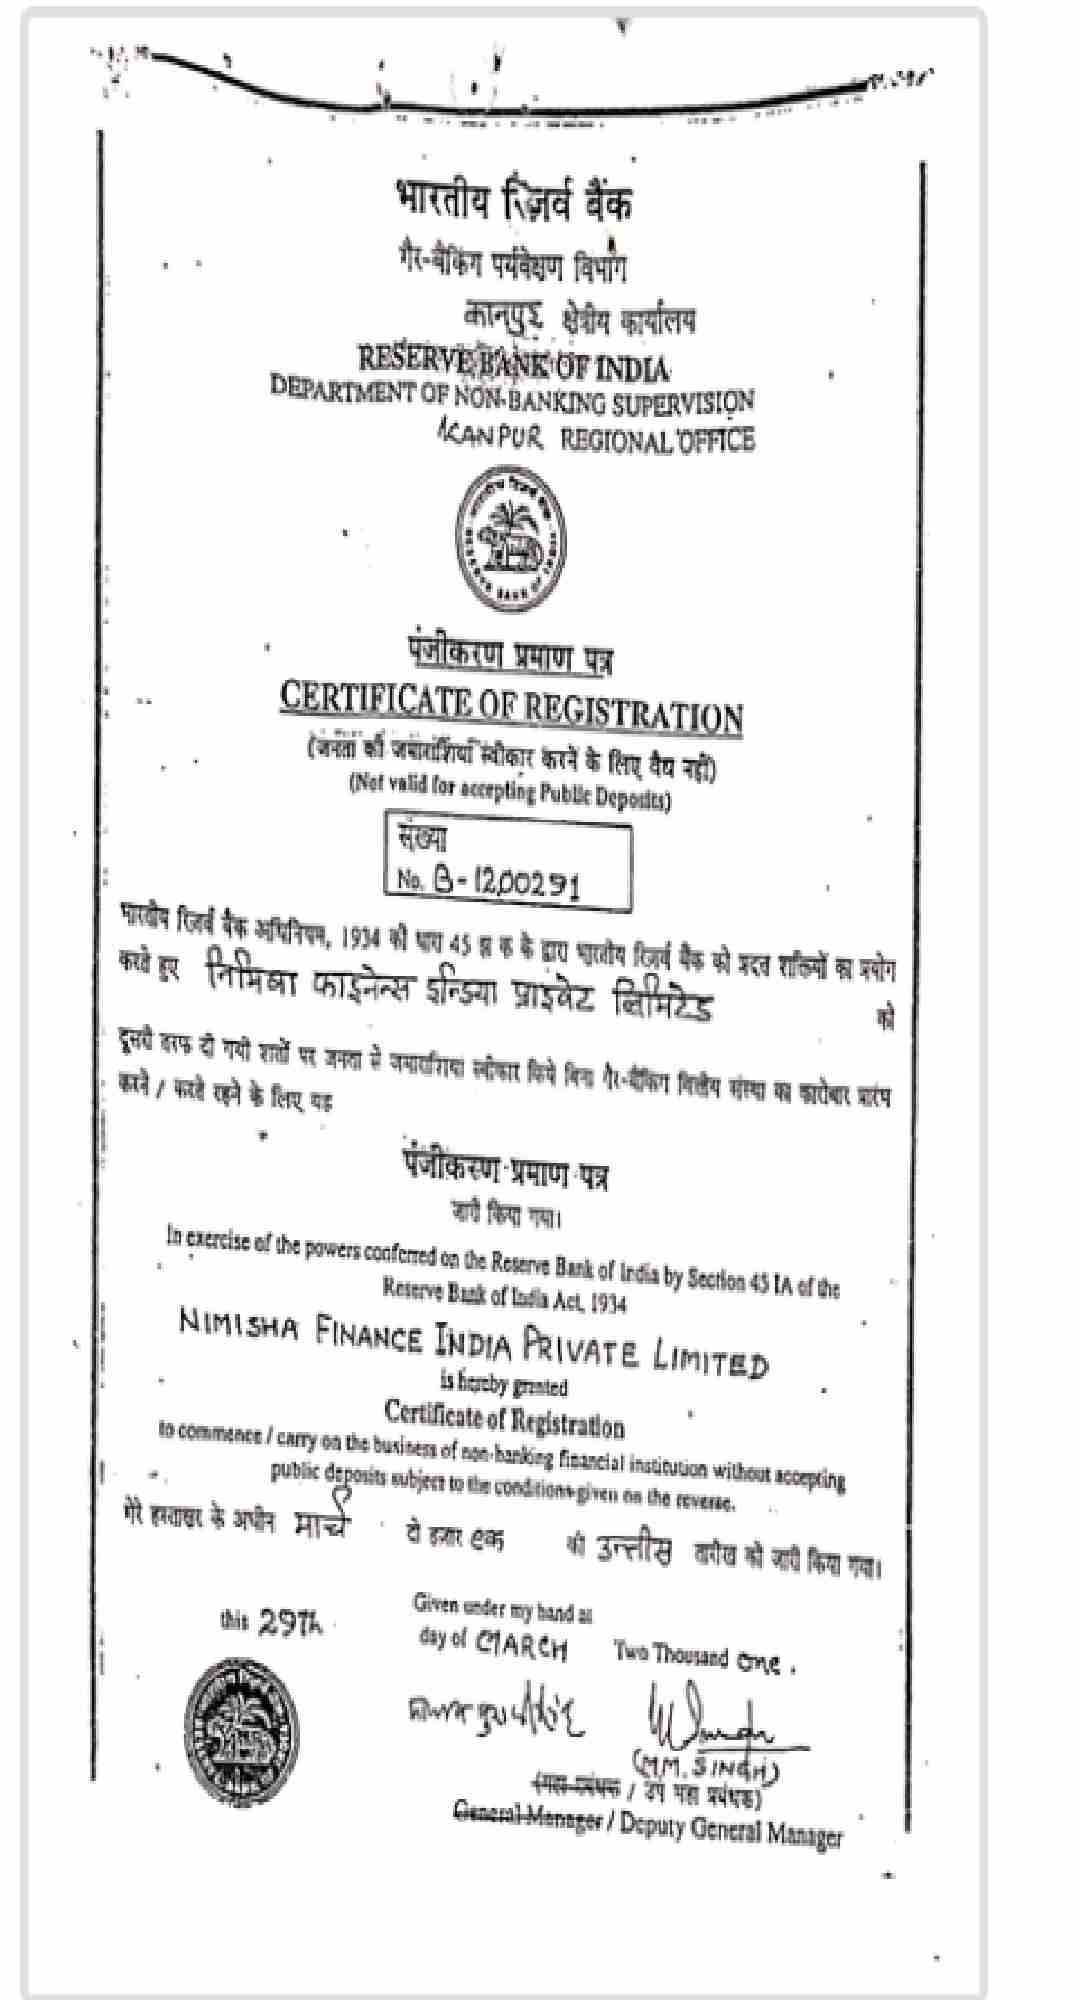 भारतीय रिज़र्व बैंक
गैर-बैंकिंग पर्यवेक्षण विभाग
कानपुर क्षेत्रीय कार्यालय
RESERVE BANK OF INDIA
DEPARTMENT OF NON-BANKING SUPERVISION
KANPUR REGIONAL OFFICE
भारतीय रिज़र्व बैंक
RESERVE BANK OF INDIA
पंजीकरण प्रमाण पत्र
CERTIFICATE OF REGISTRATION
(जनता की जमाराशियां स्वीकार करने के लिए वैध नहीं)
(Not valid for accepting Public Deposits)
संख्या
No. B-1200291
भारतीय रिज़र्व बैंक अधिनियम, 1934 की धारा 45 झ क के द्वारा भारतीय रिज़र्व बैंक को प्रदत्त शक्तियों का प्रयोग
करते हुए निमिषा फाइनेन्स इन्डिया प्राइवेट लिमिटेड को
दूसरी तरफ दी गयी शर्तों पर जनता से जमाराशियां स्वीकार किये बिना गैर-बैंकिंग वित्तीय संस्था का कारोबार प्रारंभ
करने / करते रहने के लिए यह
पंजीकरण प्रमाण पत्र
जारी किया गया।
In exercise of the powers conferred on the Reserve Bank of India by Section 45 IA of the
Reserve Bank of India Act, 1934
NIMISHA FINANCE INDIA PRIVATE LIMITED
is hereby granted
Certificate of Registration
to commence / carry on the business of non-banking financial institution without accepting
public deposits subject to the conditions given on the reverse.
मेरे हस्ताक्षर के अधीन मार्च दो हजार एक की उन्तीस तारीख को जारी किया गया।
Given under my hand at
this 29Th day of MARCH Two Thousand One.
(M.M. SINGH)
(महा प्रबंधक / उप महा प्रबंधक)
General Manager / Deputy General Manager